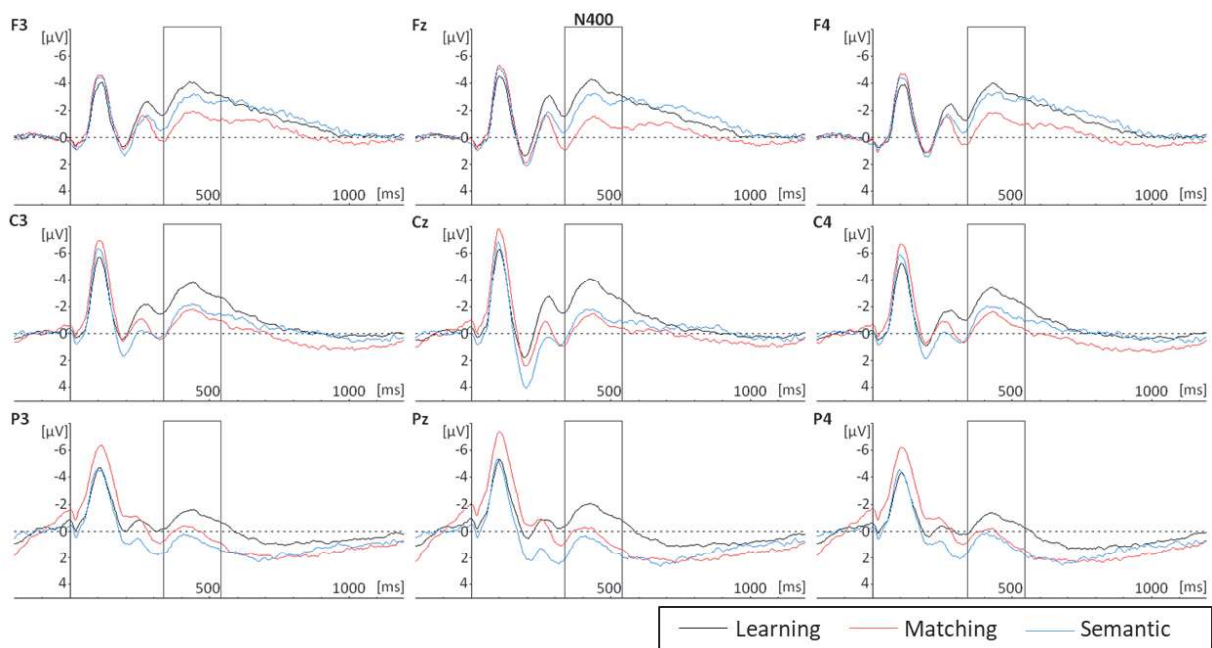 F3 [µV] -6 -4 -2 0 2 4 500 1000 [ms]
Fz [µV] -6 -4 -2 0 2 4 N400 500 1000 [ms]
F4 [µV] -6 -4 -2 0 2 4 500 1000 [ms]
C3 [µV] -6 -4 -2 0 2 4 500 1000 [ms]
Cz [µV] -6 -4 -2 0 2 4 500 1000 [ms]
C4 [µV] -6 -4 -2 0 2 4 500 1000 [ms]
P3 [µV] -6 -4 -2 0 2 4 500 1000 [ms]
Pz [µV] -6 -4 -2 0 2 4 500 1000 [ms]
P4 [µV] -6 -4 -2 0 2 4 500 1000 [ms]
Learning Matching Semantic